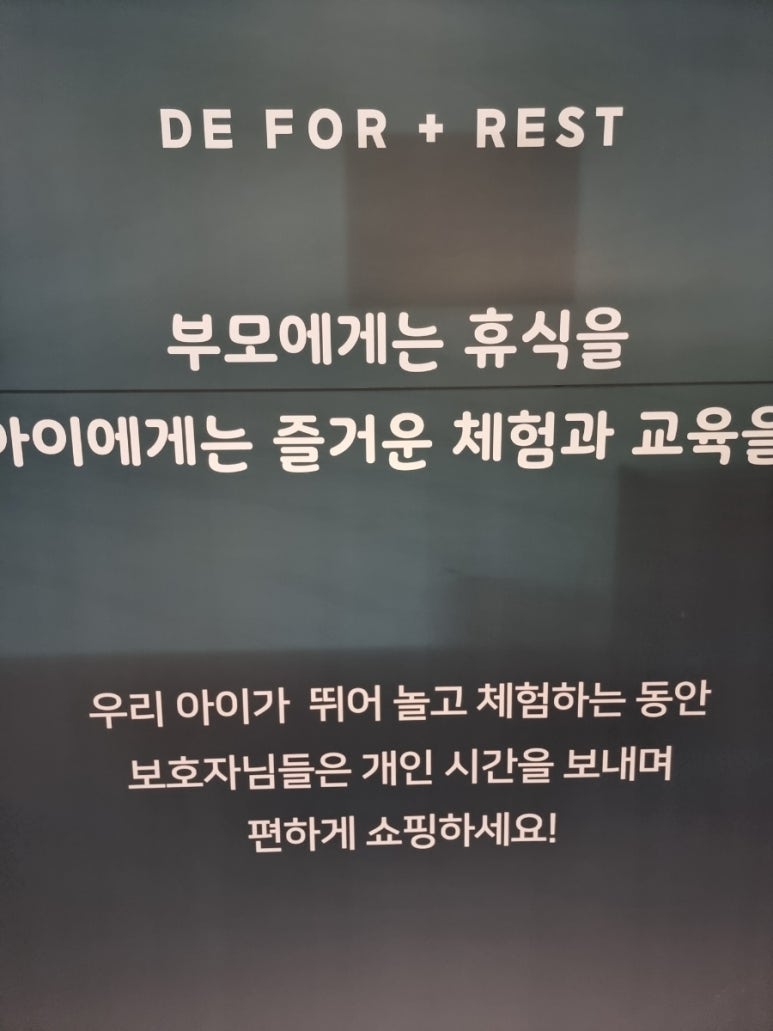 DE FOR + REST
부모에게는 휴식을
아이에게는 즐거운 체험과 교육을
우리 아이가 뛰어 놀고 체험하는 동안
보호자님들은 개인 시간을 보내며
편하게 쇼핑하세요!